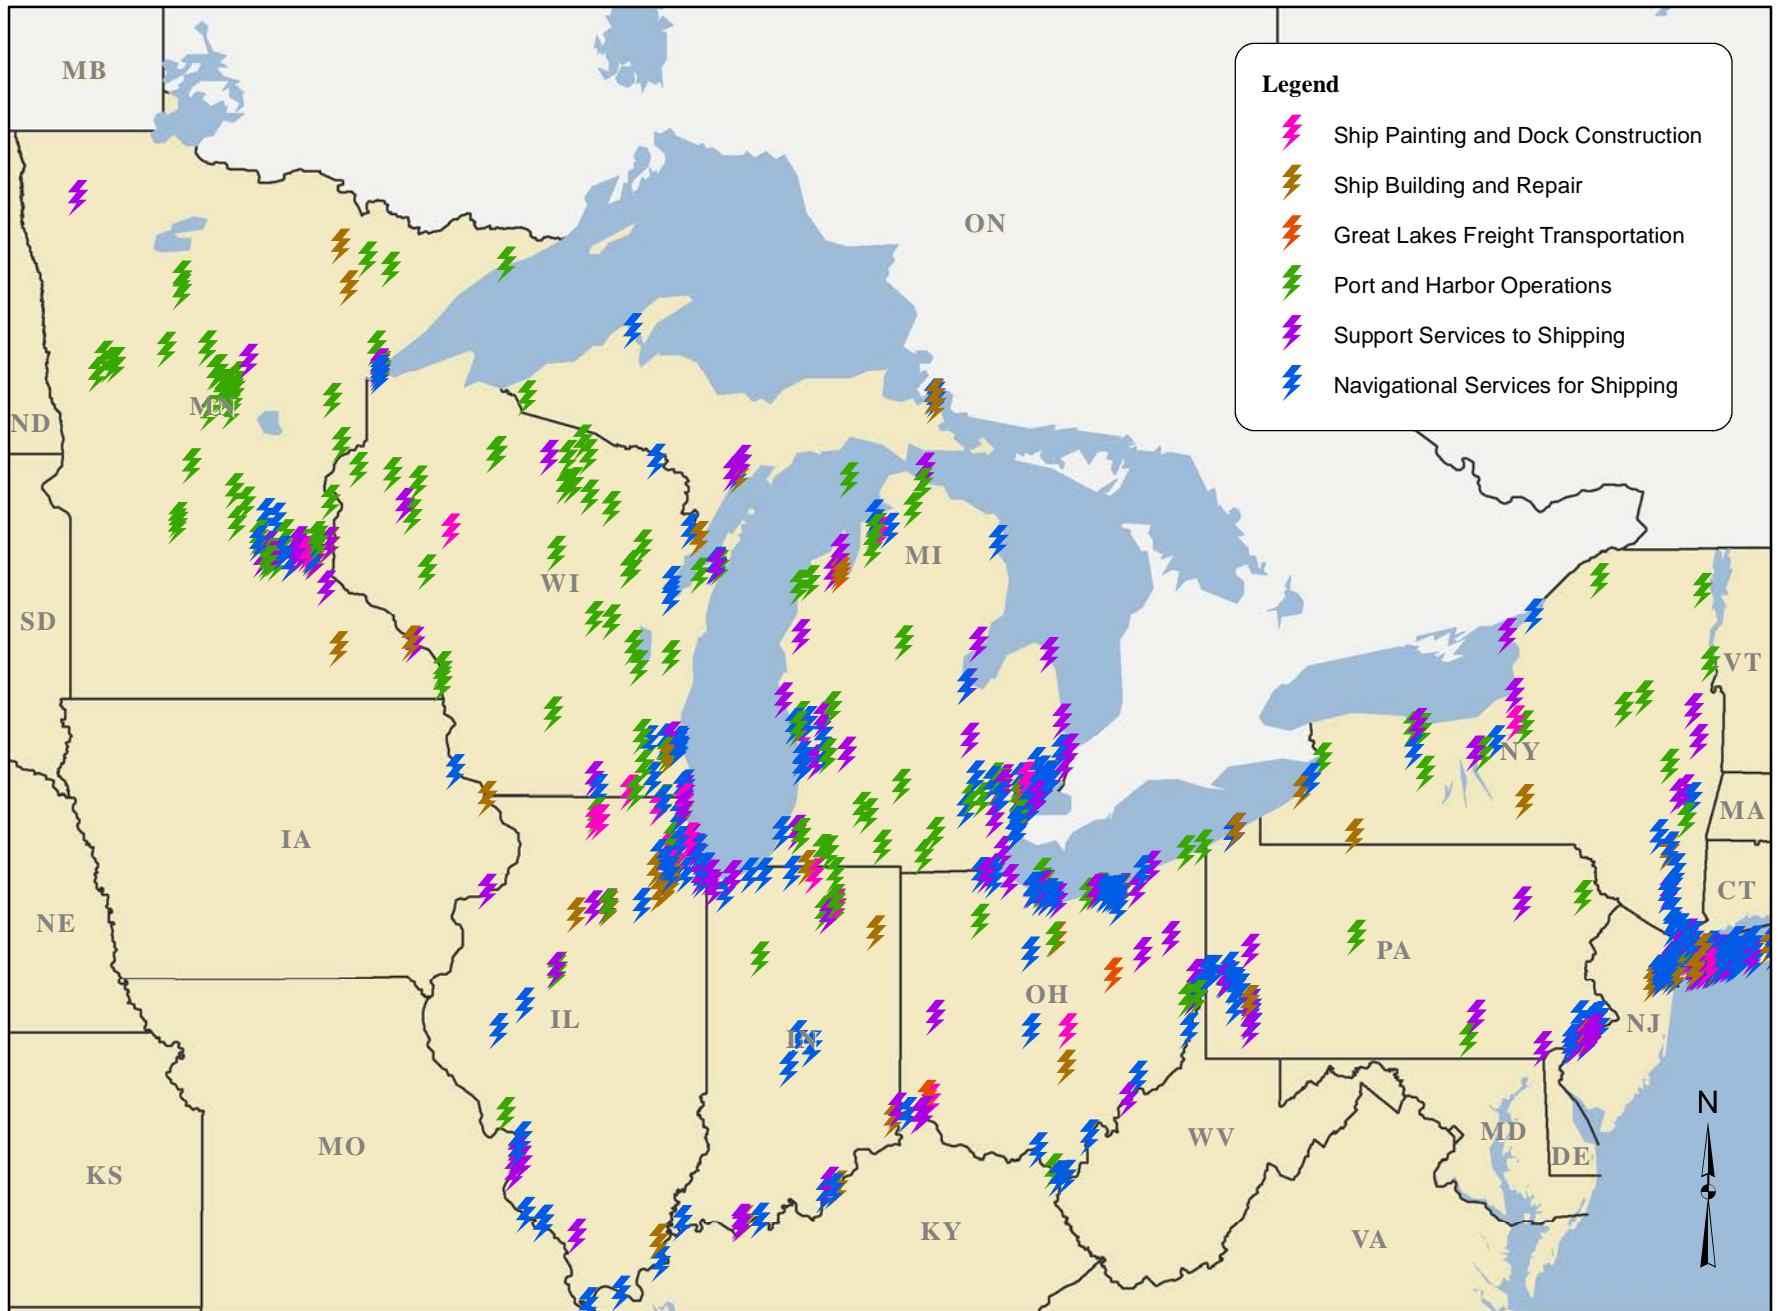 MB
Legend
Ship Painting and Dock Construction
Ship Building and Repair
Great Lakes Freight Transportation
Port and Harbor Operations
Support Services to Shipping
Navigational Services for Shipping
ON
MN
ND
MI
WI
SD
VT
NY
MA
IA
CT
NE
PA
OH
IL
NJ
IN
N
MO
WV
MD
DE
KS
KY
VA